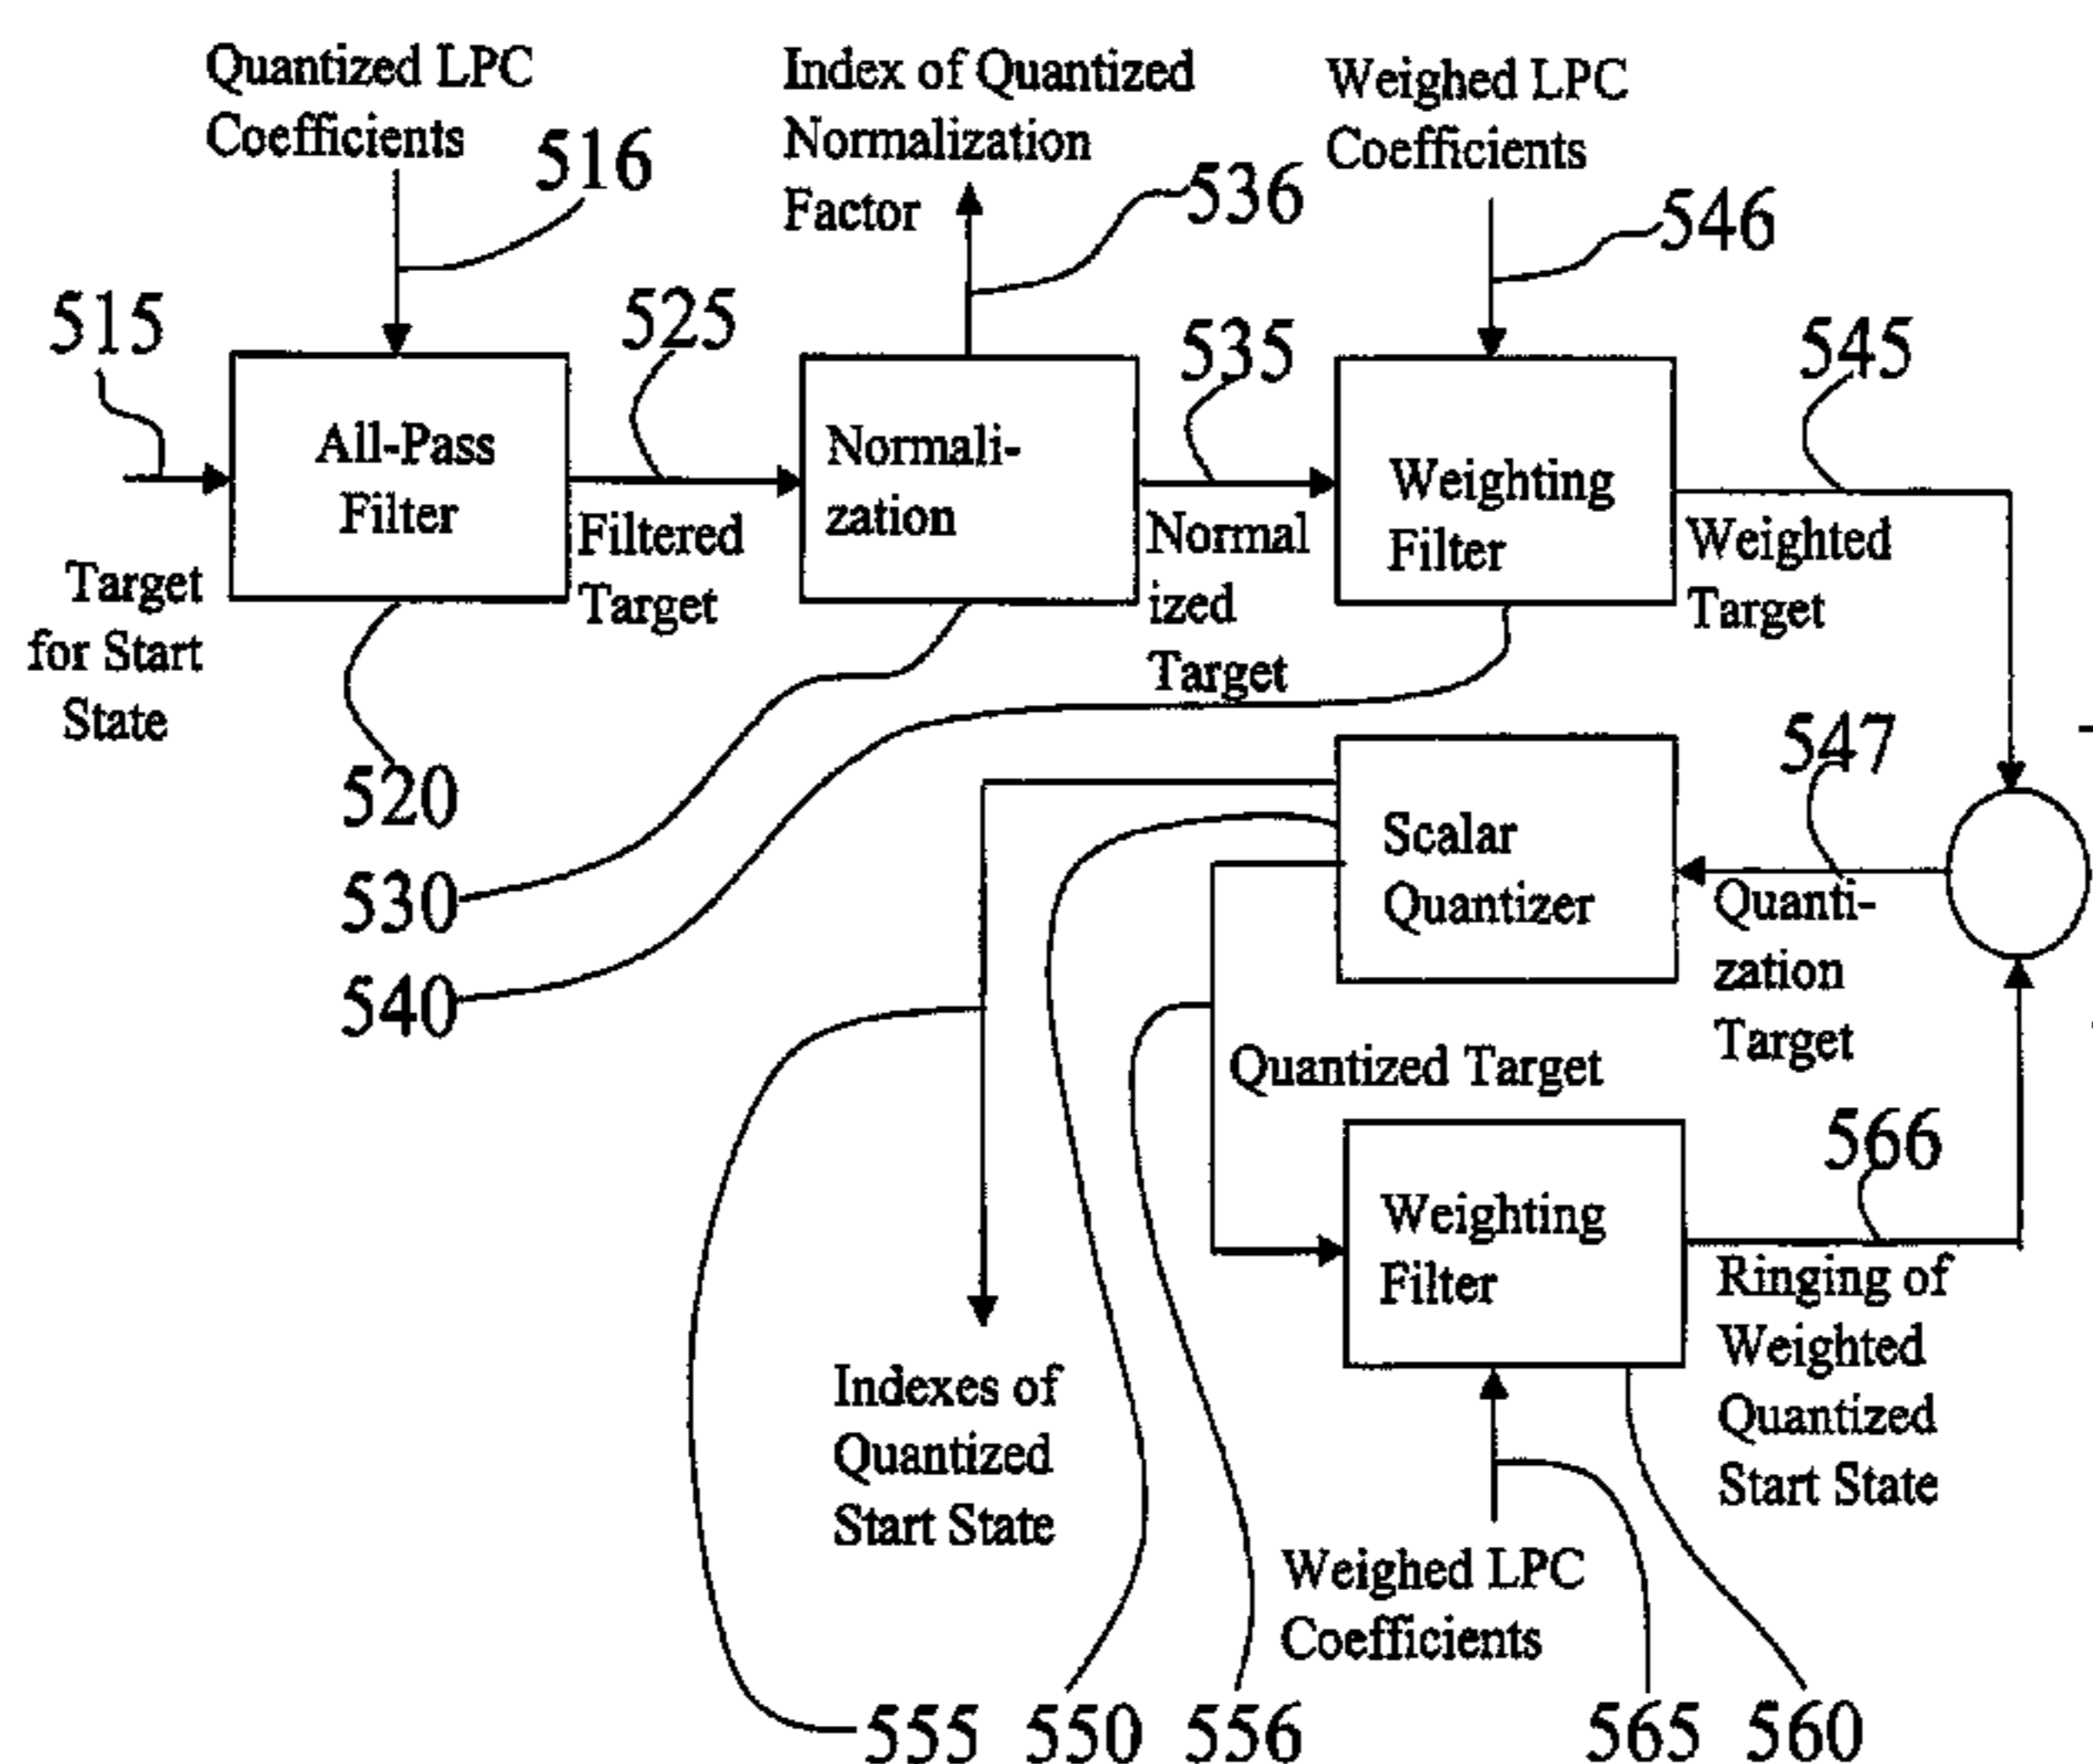 Quantized LPC
Coefficients
516
Index of Quantized
Normalization
Factor
536
Weighed LPC
Coefficients
546
515
525
535
545
All-Pass
Filter
Normali-
zation
Weighting
Filter
Target
for Start
State
Filtered
Target
Normal
ized
Target
Weighted
Target
520
530
540
547
Scalar
Quantizer
Quanti-
zation
Target
Quantized Target
566
Weighting
Filter
Ringing of
Weighted
Quantized
Start State
Indexes of
Quantized
Start State
Weighed LPC
Coefficients
555 550 556 565 560